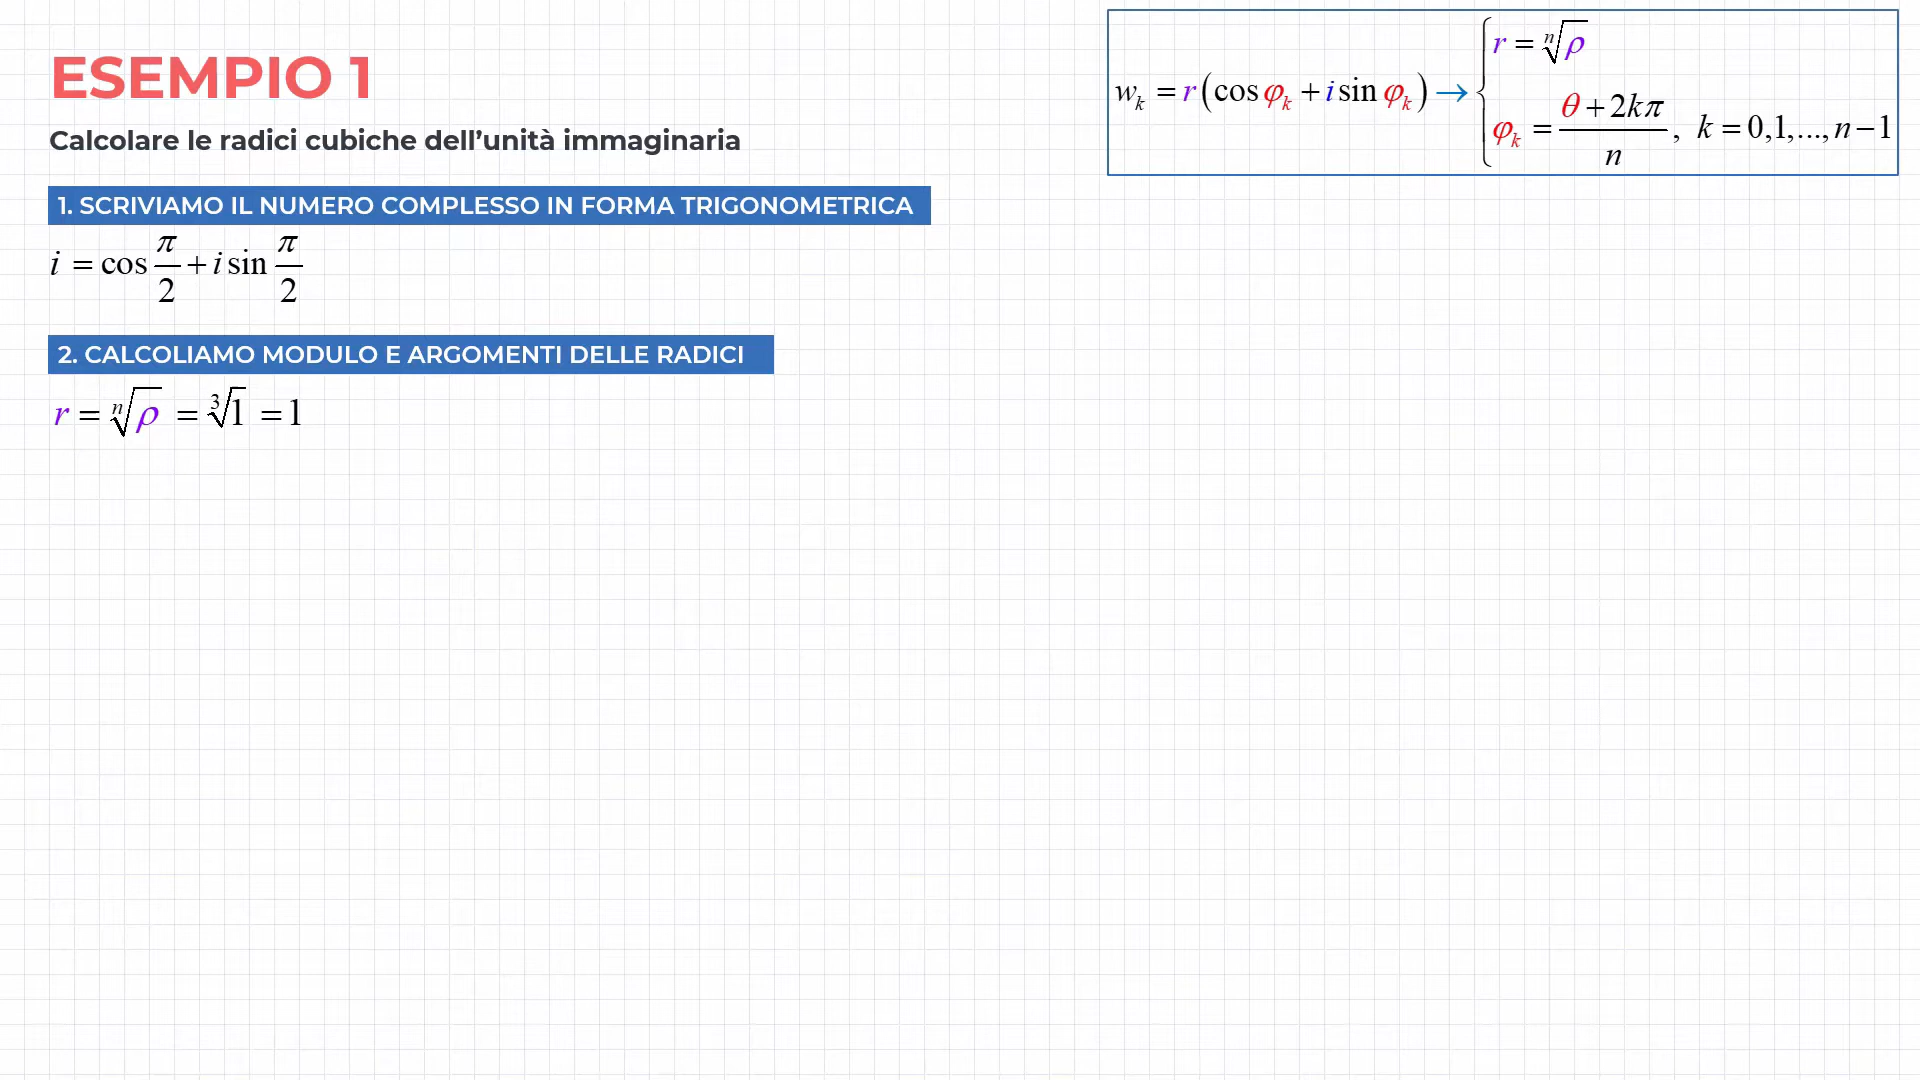 ESEMPIO 1
Calcolare le radici cubiche dell’unità immaginaria
w_k = r(cos φ_k + i sin φ_k) → { r = ⁿ√ρ
φ_k = (θ + 2kπ)/n , k = 0,1,..., n − 1
1. SCRIVIAMO IL NUMERO COMPLESSO IN FORMA TRIGONOMETRICA
i = cos π/2 + i sin π/2
2. CALCOLIAMO MODULO E ARGOMENTI DELLE RADICI
r = ⁿ√ρ = ³√1 = 1